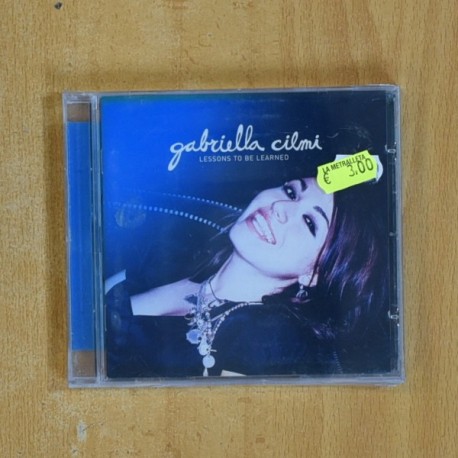 gabriella cilmi
LESSONS TO BE LEARNED
LA METRALLETA
€ 3.00